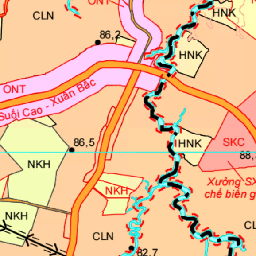 CLN
HNK
86,2
HNK
ONT
ONT
Suối Cao - Xuân Bắc
86,5
HNK
SKC
88,
NKH
Xưởng SX
chế biến g
NKH
NKH
CLN
CL
82.7